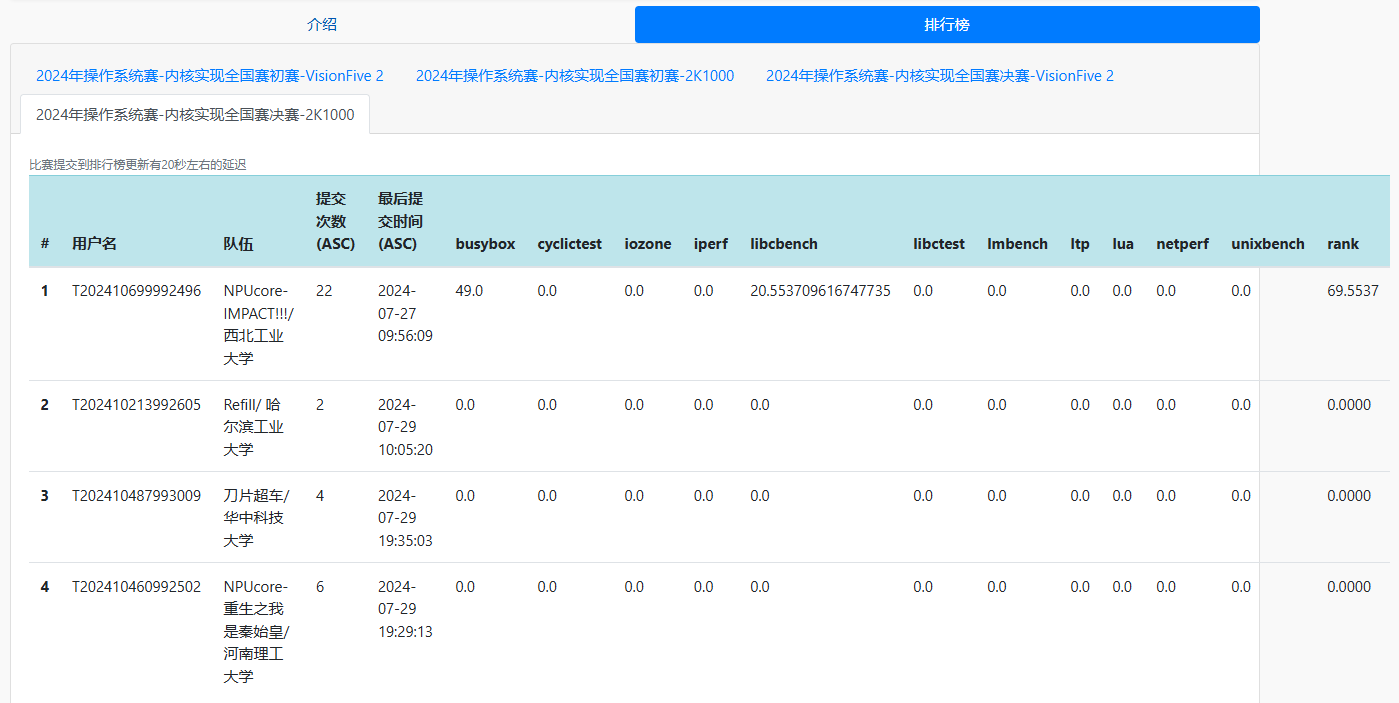 介绍
排行榜
2024年操作系统赛-内核实现全国赛初赛-VisionFive 2
2024年操作系统赛-内核实现全国赛初赛-2K1000
2024年操作系统赛-内核实现全国赛决赛-VisionFive 2
2024年操作系统赛-内核实现全国赛决赛-2K1000
比赛提交到排行榜更新有20秒左右的延迟
提交 最后提
次数 交时间
# 用户名 队伍 (ASC) (ASC) busybox cyclictest iozone iperf libcbench libctest lmbench ltp lua netperf unixbench rank
1 T202410699992496 NPUcore- 22 2024- 49.0 0.0 0.0 0.0 20.553709616747735 0.0 0.0 0.0 0.0 0.0 0.0 69.5537
IMPACT!!!/ 07-27
西北工业 09:56:09
大学
2 T202410213992605 Refill/ 哈 2 2024- 0.0 0.0 0.0 0.0 0.0 0.0 0.0 0.0 0.0 0.0 0.0 0.0000
尔滨工业 07-29
大学 10:05:20
3 T202410487993009 刀片超车/ 4 2024- 0.0 0.0 0.0 0.0 0.0 0.0 0.0 0.0 0.0 0.0 0.0 0.0000
华中科技 07-29
大学 19:35:03
4 T202410460992502 NPUcore- 6 2024- 0.0 0.0 0.0 0.0 0.0 0.0 0.0 0.0 0.0 0.0 0.0 0.0000
重生之我 07-29
是秦始皇/ 19:29:13
河南理工
大学